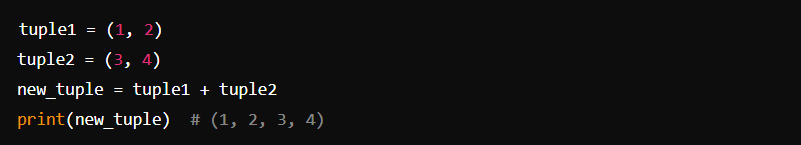 tuple1 = (1, 2)
tuple2 = (3, 4)
new_tuple = tuple1 + tuple2
print(new_tuple)  # (1, 2, 3, 4)